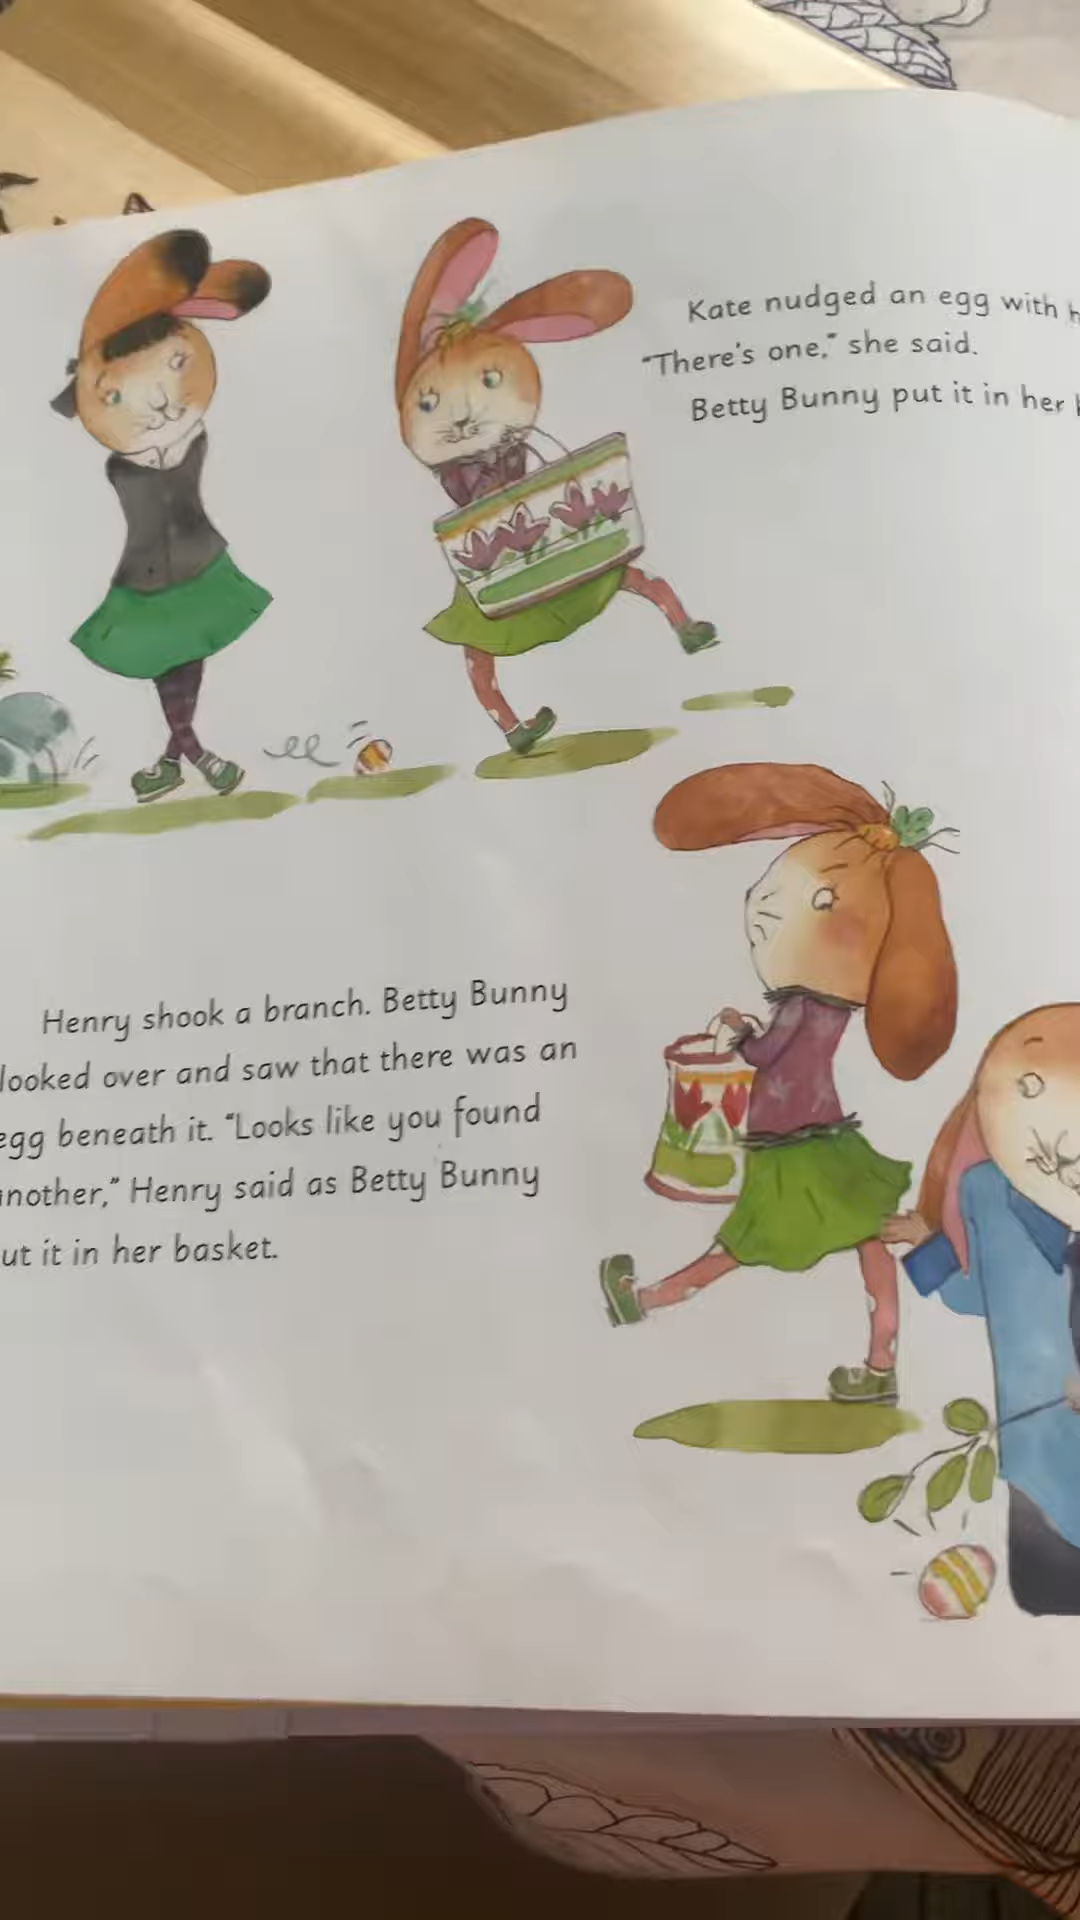 Kate nudged an egg with
"There's one," she said.
Betty Bunny put it in her
Henry shook a branch. Betty Bunny
looked over and saw that there was an
egg beneath it. "Looks like you found
nother," Henry said as Betty Bunny
ut it in her basket.